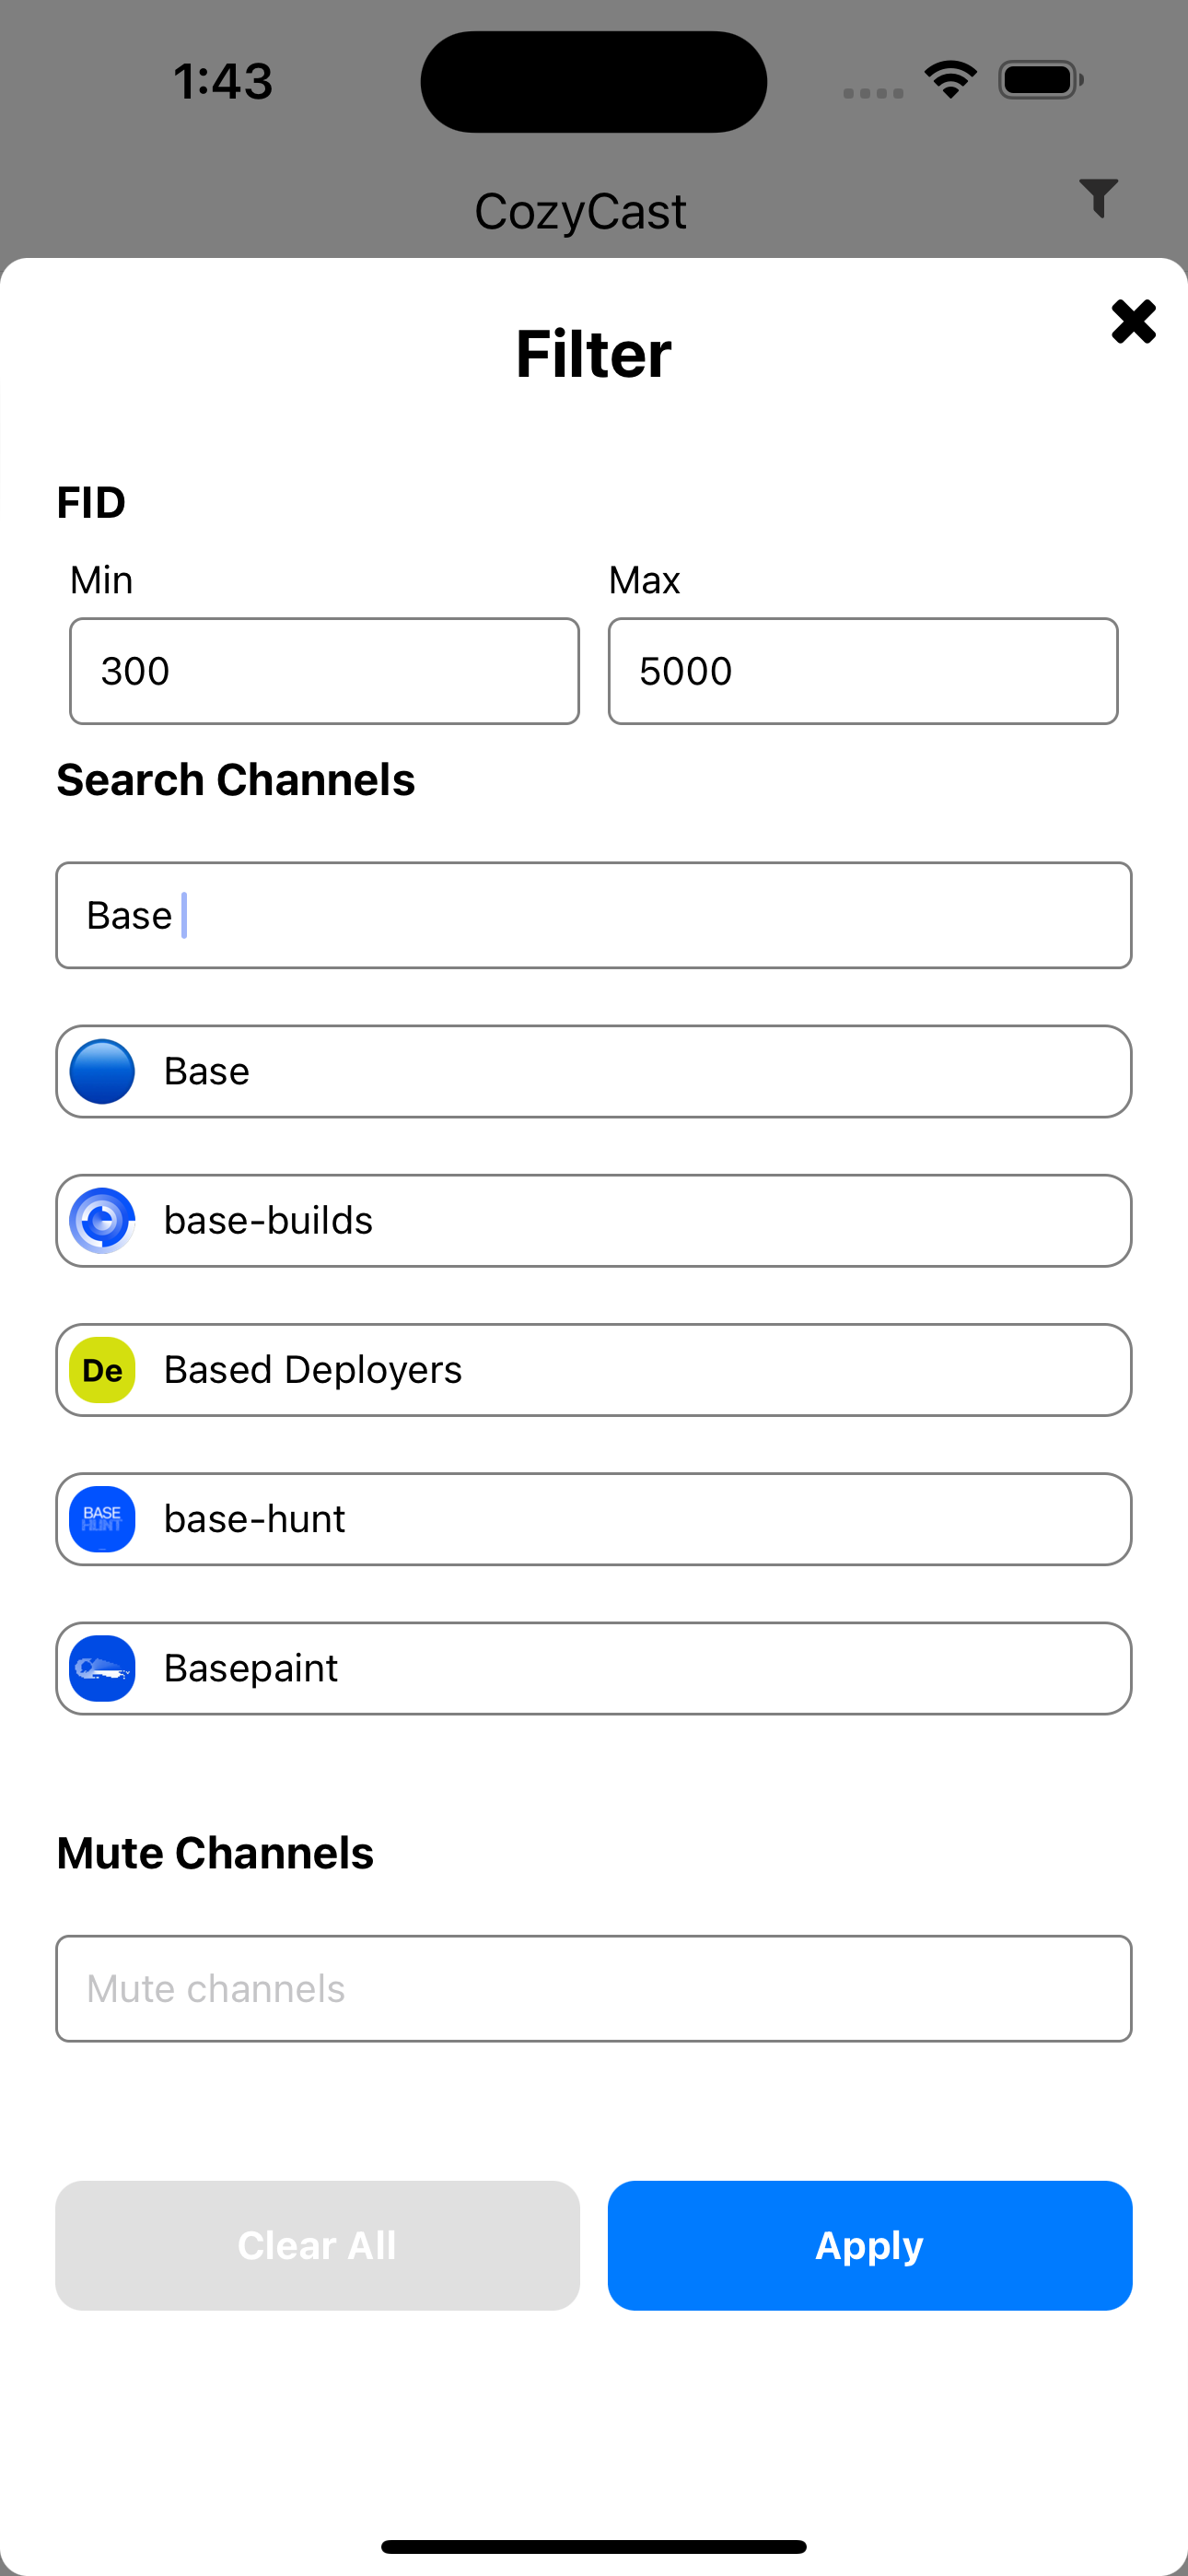 1:43
CozyCast
Filter
FID
Min Max
300 5000
Search Channels
Base
Base
base-builds
De Based Deployers
BASE HUNT base-hunt
Basepaint
Mute Channels
Mute channels
Clear All Apply